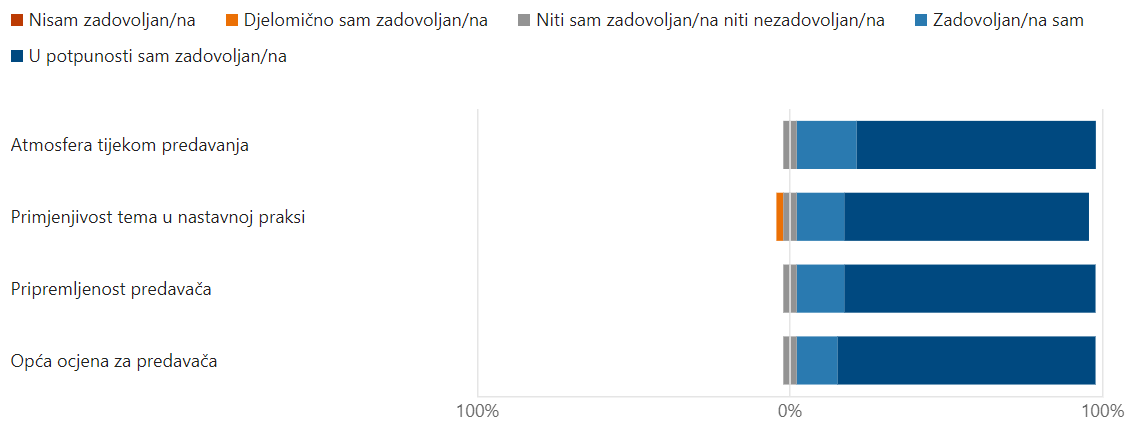 Nisam zadovoljan/na Djelomično sam zadovoljan/na Niti sam zadovoljan/na niti nezadovoljan/na Zadovoljan/na sam
U potpunosti sam zadovoljan/na
Atmosfera tijekom predavanja
Primjenjivost tema u nastavnoj praksi
Pripremljenost predavača
Opća ocjena za predavača
100% 0% 100%